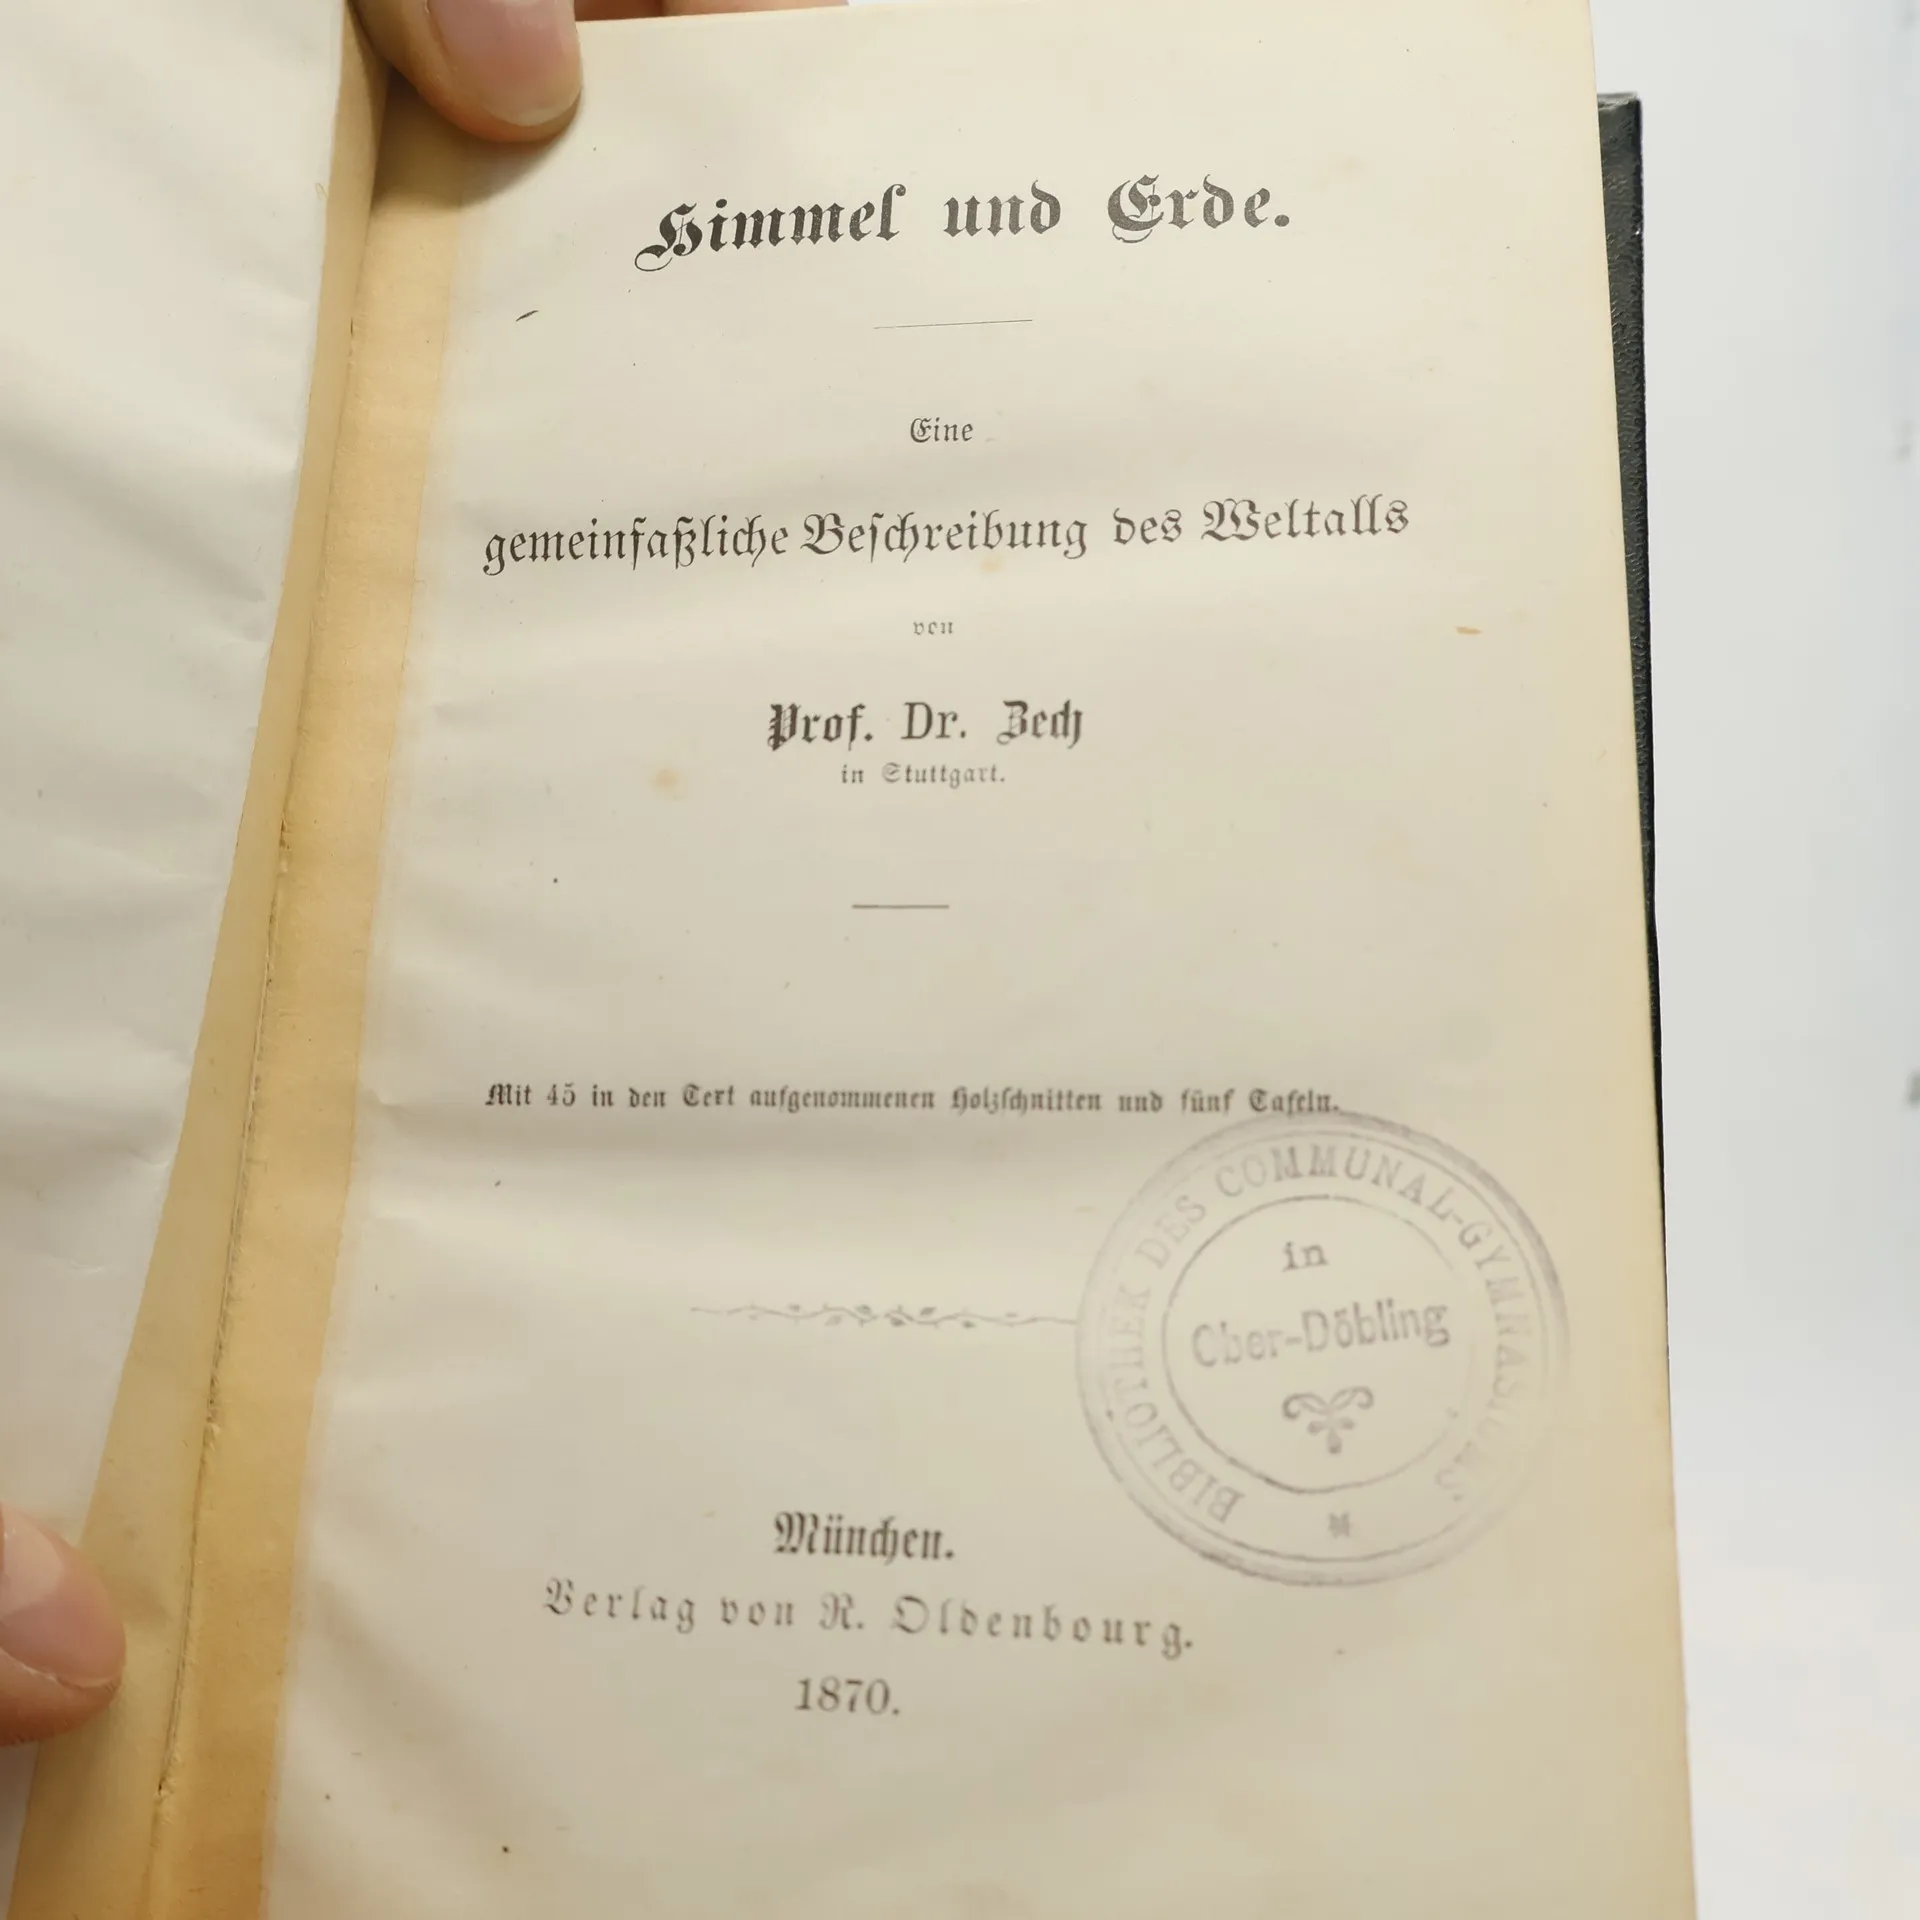 Himmel und Erde.
Eine
gemeinfaßliche Beschreibung des Weltalls
von
Prof. Dr. Zech
in Stuttgart.
Mit 45 in den Text aufgenommenen Holzschnitten und fünf Tafeln.
BIBLIOTHEK DES COMMUNAL-GYMNASIUMS
in
Ober-Döbling
München.
Verlag von R. Oldenbourg.
1870.